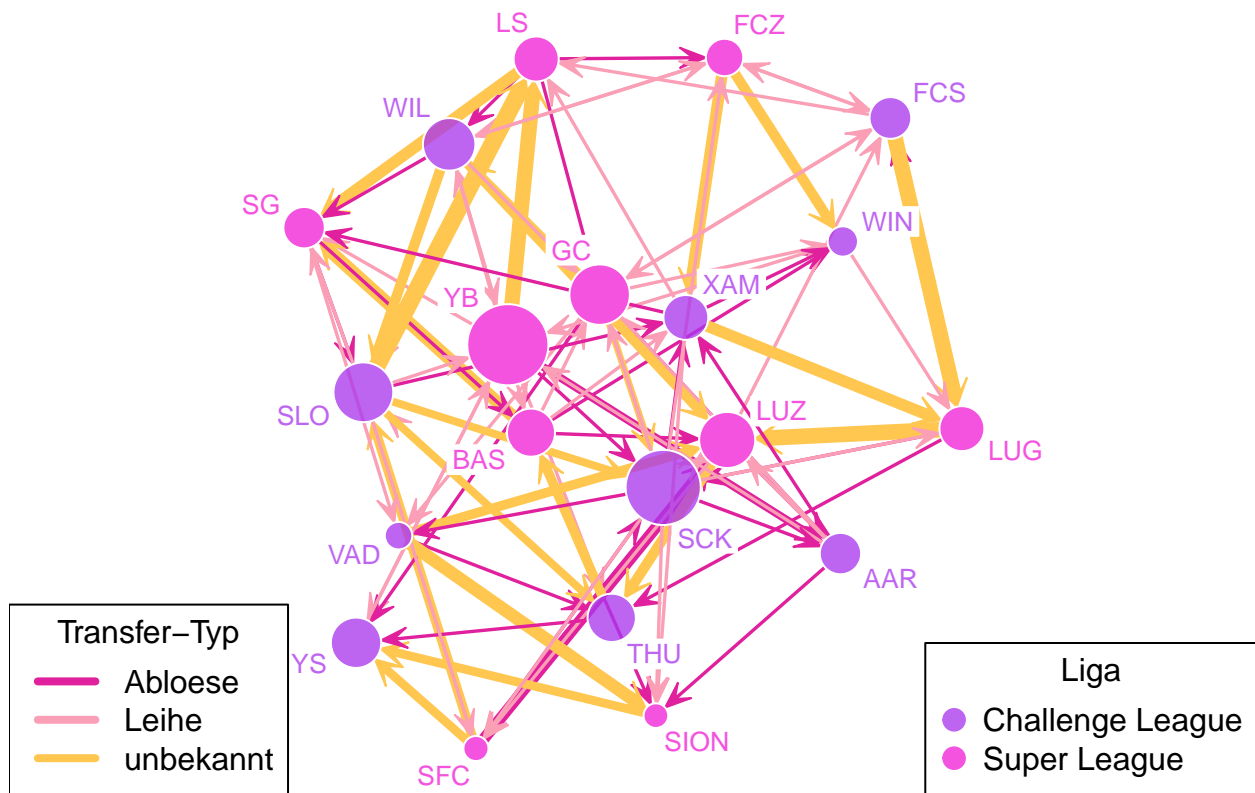 LS
FCZ
FCS
WIL
SG
WIN
GC
XAM
YB
SLO
BAS
LUZ
LUG
SCK
VAD
AAR
THU
YS
SION
SFC
Transfer–Typ
Abloese
Leihe
unbekannt
Liga
Challenge League
Super League